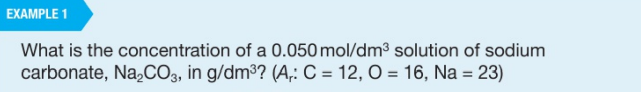 EXAMPLE 1
What is the concentration of a 0.050 mol/dm³ solution of sodium
carbonate, Na₂CO₃, in g/dm³? (Aᵣ: C = 12, O = 16, Na = 23)